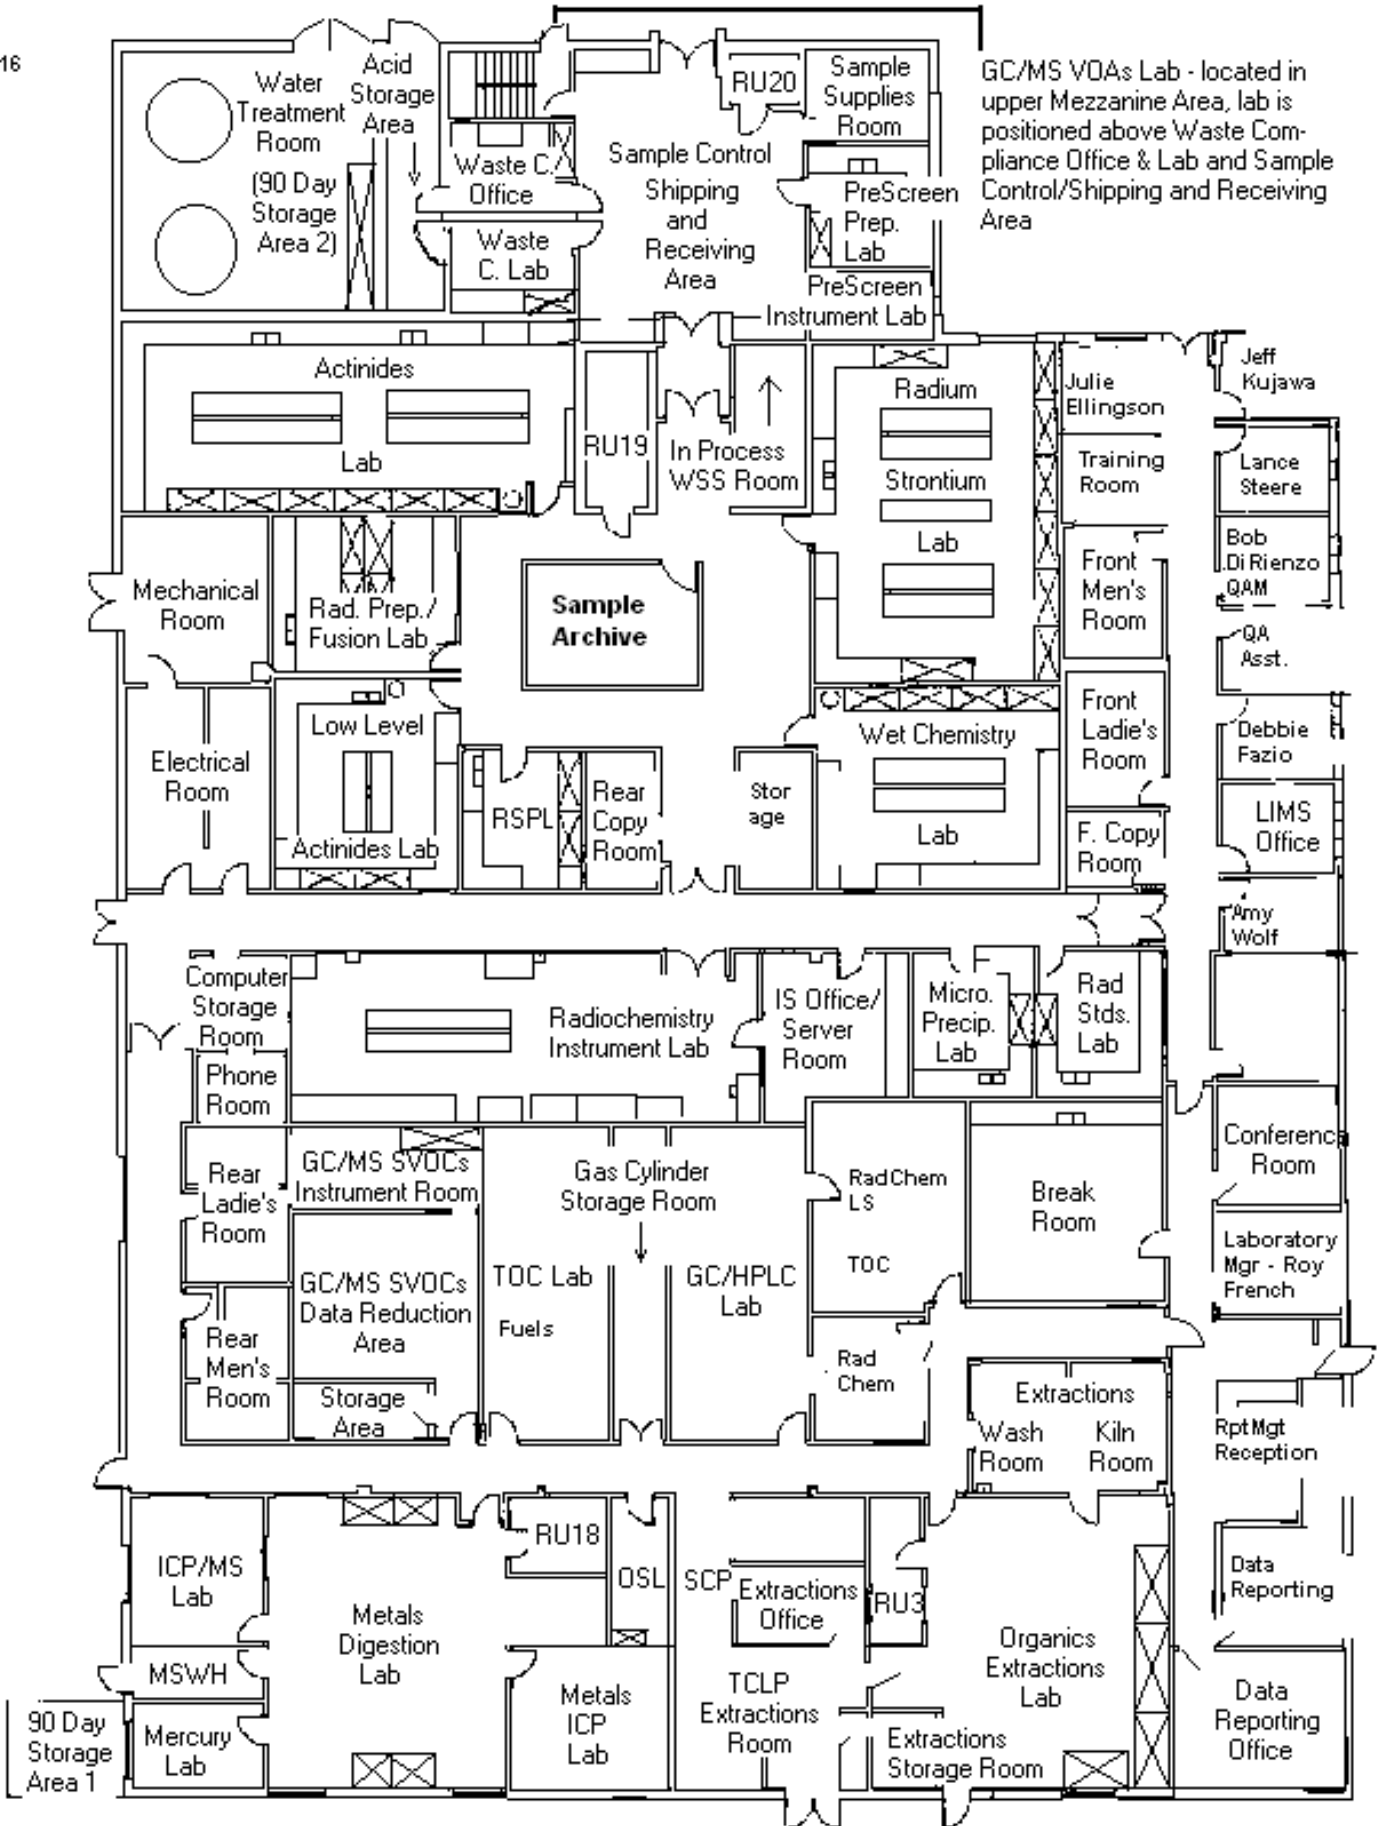 16
GC/MS VOAs Lab - located in
upper Mezzanine Area, lab is
positioned above Waste Com-
pliance Office & Lab and Sample
Control/Shipping and Receiving
Area
Water
Treatment
Room
(90 Day
Storage
Area 2)
Acid
Storage
Area
Waste C.
Office
Waste
C. Lab
Sample Control
Shipping
and
Receiving
Area
RU20
Sample
Supplies
Room
PreScreen
Prep.
Lab
PreScreen
Instrument Lab
Actinides
Lab
RU19
In Process
WSS Room
Radium
Strontium
Lab
Julie
Ellingson
Training
Room
Jeff
Kujawa
Lance
Steere
Bob
DiRienzo
QAM
QA
Asst.
Mechanical
Room
Rad. Prep./
Fusion Lab
Sample
Archive
Front
Men's
Room
Front
Ladie's
Room
Debbie
Fazio
Electrical
Room
Low Level
Actinides Lab
RSPL
Rear
Copy
Room
Stor
age
Wet Chemistry
Lab
F. Copy
Room
LIMS
Office
Amy
Wolf
Computer
Storage
Room
Phone
Room
Radiochemistry
Instrument Lab
IS Office/
Server
Room
Micro.
Precip.
Lab
Rad
Stds.
Lab
Rear
Ladie's
Room
GC/MS SVOCs
Instrument Room
Gas Cylinder
Storage Room
RadChem
LS
TOC
Break
Room
Conference
Room
Laboratory
Mgr - Roy
French
GC/MS SVOCs
Data Reduction
Area
TOC Lab
Fuels
GC/HPLC
Lab
Rear
Men's
Room
Storage
Area
Rad
Chem
Extractions
Wash
Room
Kiln
Room
RptMgt
Reception
ICP/MS
Lab
Metals
Digestion
Lab
RU18
OSL
SCP
Extractions
Office
RU3
Organics
Extractions
Lab
Data
Reporting
MSWH
Mercury
Lab
90 Day
Storage
Area 1
Metals
ICP
Lab
TCLP
Extractions
Room
Extractions
Storage Room
Data
Reporting
Office